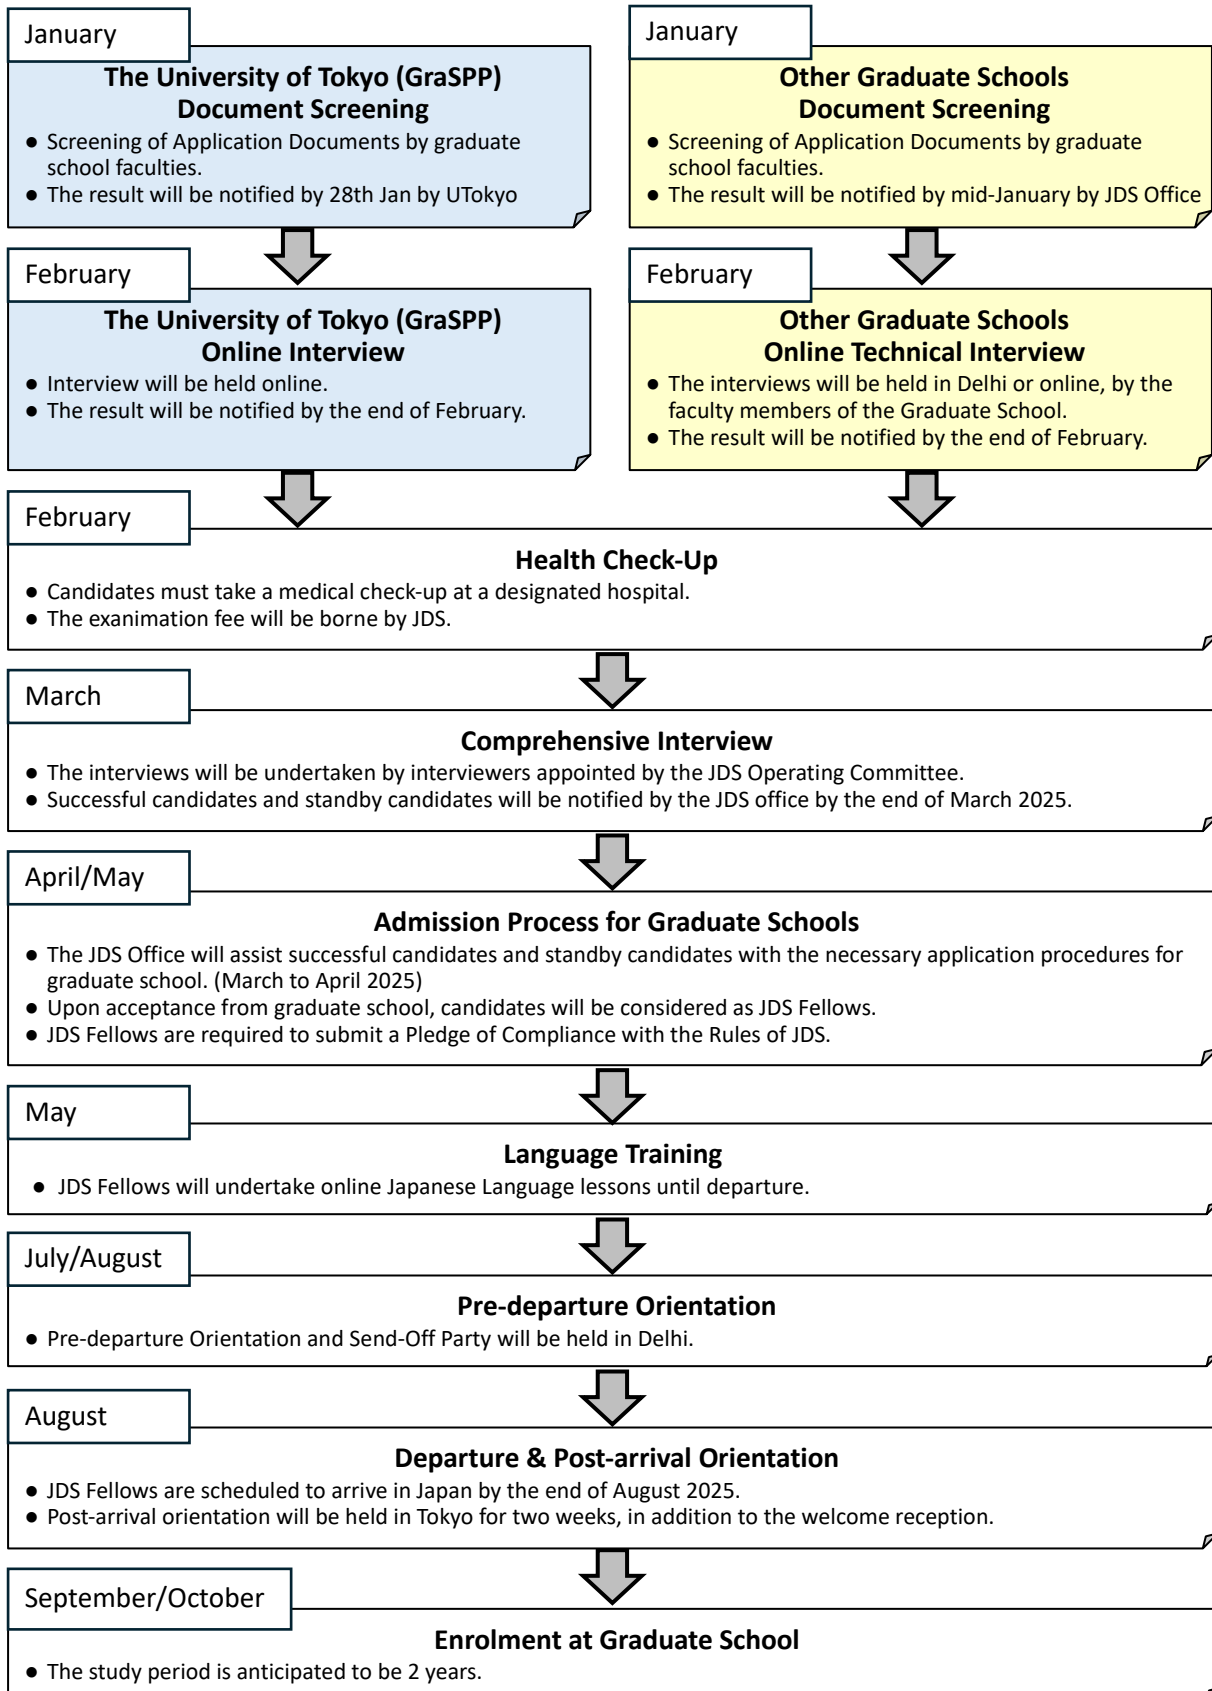 January
The University of Tokyo (GraSPP)
Document Screening
● Screening of Application Documents by graduate
school faculties.
● The result will be notified by 28th Jan by UTokyo
January
Other Graduate Schools
Document Screening
● Screening of Application Documents by graduate
school faculties.
● The result will be notified by mid-January by JDS Office
February
The University of Tokyo (GraSPP)
Online Interview
● Interview will be held online.
● The result will be notified by the end of February.
February
Other Graduate Schools
Online Technical Interview
● The interviews will be held in Delhi or online, by the
faculty members of the Graduate School.
● The result will be notified by the end of February.
February
Health Check-Up
● Candidates must take a medical check-up at a designated hospital.
● The exanimation fee will be borne by JDS.
March
Comprehensive Interview
● The interviews will be undertaken by interviewers appointed by the JDS Operating Committee.
● Successful candidates and standby candidates will be notified by the JDS office by the end of March 2025.
April/May
Admission Process for Graduate Schools
● The JDS Office will assist successful candidates and standby candidates with the necessary application procedures for
graduate school. (March to April 2025)
● Upon acceptance from graduate school, candidates will be considered as JDS Fellows.
● JDS Fellows are required to submit a Pledge of Compliance with the Rules of JDS.
May
Language Training
● JDS Fellows will undertake online Japanese Language lessons until departure.
July/August
Pre-departure Orientation
● Pre-departure Orientation and Send-Off Party will be held in Delhi.
August
Departure & Post-arrival Orientation
● JDS Fellows are scheduled to arrive in Japan by the end of August 2025.
● Post-arrival orientation will be held in Tokyo for two weeks, in addition to the welcome reception.
September/October
Enrolment at Graduate School
● The study period is anticipated to be 2 years.